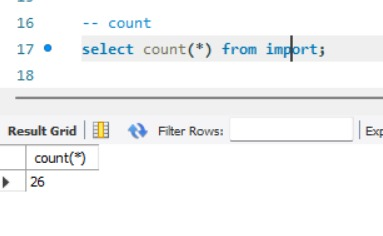 16 -- count
17 select count(*) from import;
18
Result Grid Filter Rows:
count(*)
26